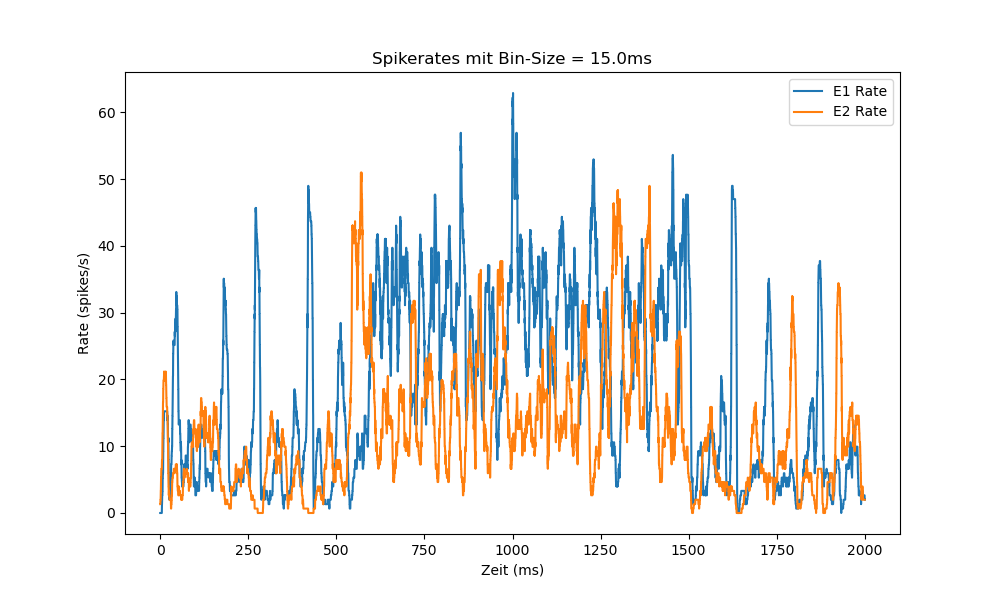 Spikerates mit Bin-Size = 15.0ms
E1 Rate
E2 Rate
60
50
40
30
20
10
0
Rate (spikes/s)
0 250 500 750 1000 1250 1500 1750 2000
Zeit (ms)